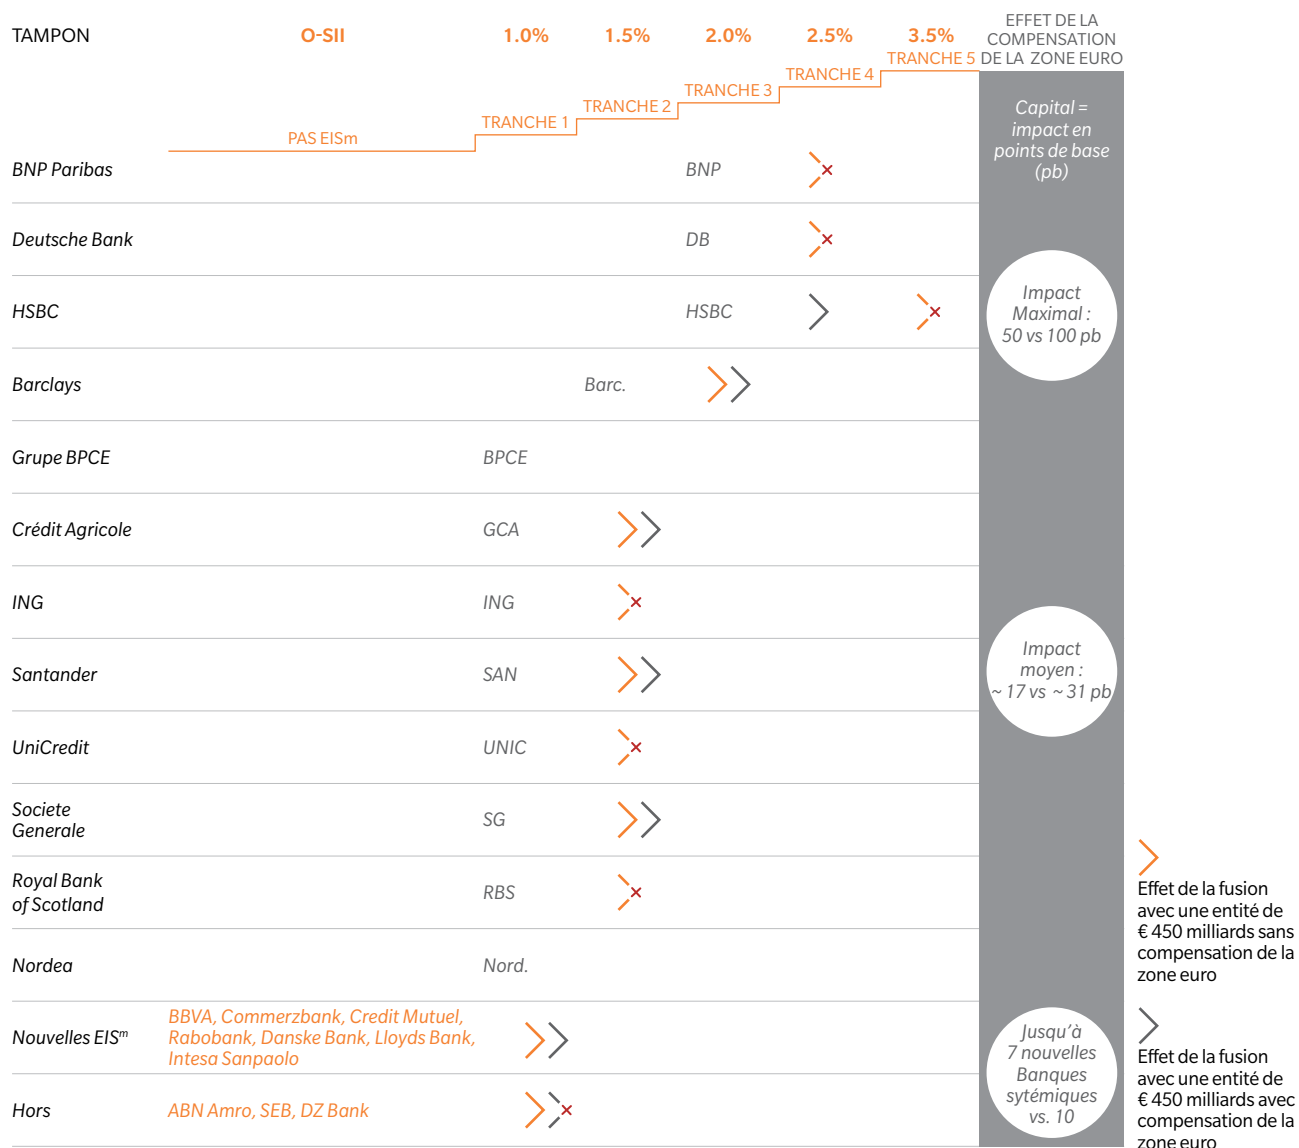 TAMPON
O-SII
1.0%
1.5%
2.0%
2.5%
3.5%
EFFET DE LA
COMPENSATION
DE LA ZONE EURO
TRANCHE 5
TRANCHE 4
TRANCHE 3
TRANCHE 2
TRANCHE 1
PAS EISm
Capital =
impact en
points de base
(pb)
BNP Paribas
BNP
Deutsche Bank
DB
HSBC
HSBC
Impact
Maximal :
50 vs 100 pb
Barclays
Barc.
Grupe BPCE
BPCE
Crédit Agricole
GCA
ING
ING
Santander
SAN
Impact
moyen :
~ 17 vs ~ 31 pb
UniCredit
UNIC
Societe
Generale
SG
Royal Bank
of Scotland
RBS
Nordea
Nord.
Nouvelles EISm
BBVA, Commerzbank, Credit Mutuel,
Rabobank, Danske Bank, Lloyds Bank,
Intesa Sanpaolo
Jusqu'à
7 nouvelles
Banques
sytémiques
vs. 10
Hors
ABN Amro, SEB, DZ Bank
Effet de la fusion
avec une entité de
€ 450 milliards sans
compensation de la
zone euro
Effet de la fusion
avec une entité de
€ 450 milliards avec
compensation de la
zone euro